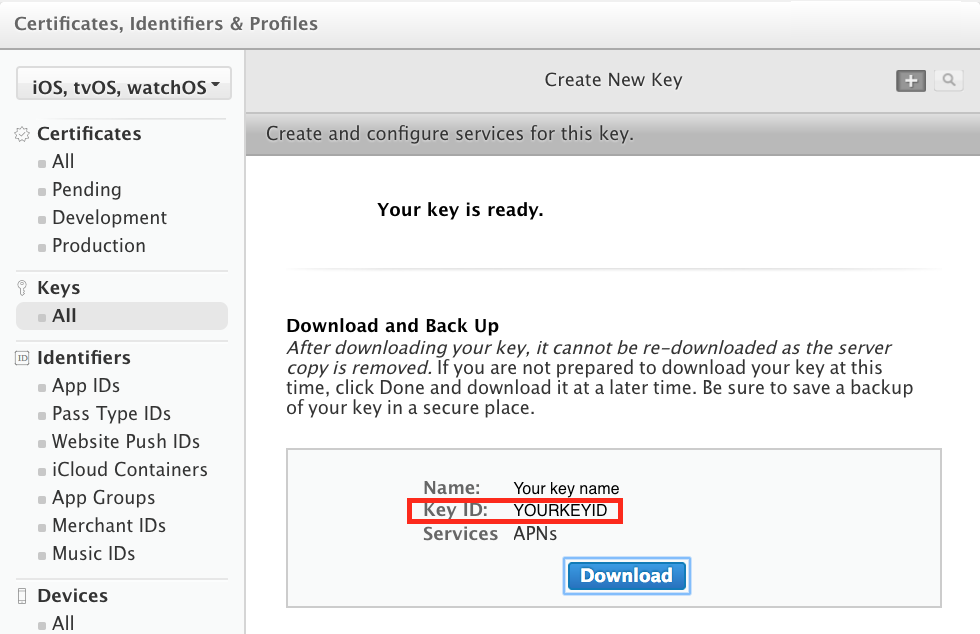 Certificates, Identifiers & Profiles
iOS, tvOS, watchOS
Certificates
All
Pending
Development
Production
Keys
All
ID Identifiers
App IDs
Pass Type IDs
Website Push IDs
iCloud Containers
App Groups
Merchant IDs
Music IDs
Devices
All
Create New Key
Create and configure services for this key.
Your key is ready.
Download and Back Up
After downloading your key, it cannot be re-downloaded as the server
copy is removed. If you are not prepared to download your key at this
time, click Done and download it at a later time. Be sure to save a backup
of your key in a secure place.
Name: Your key name
Key ID: YOURKEYID
Services APNs
Download